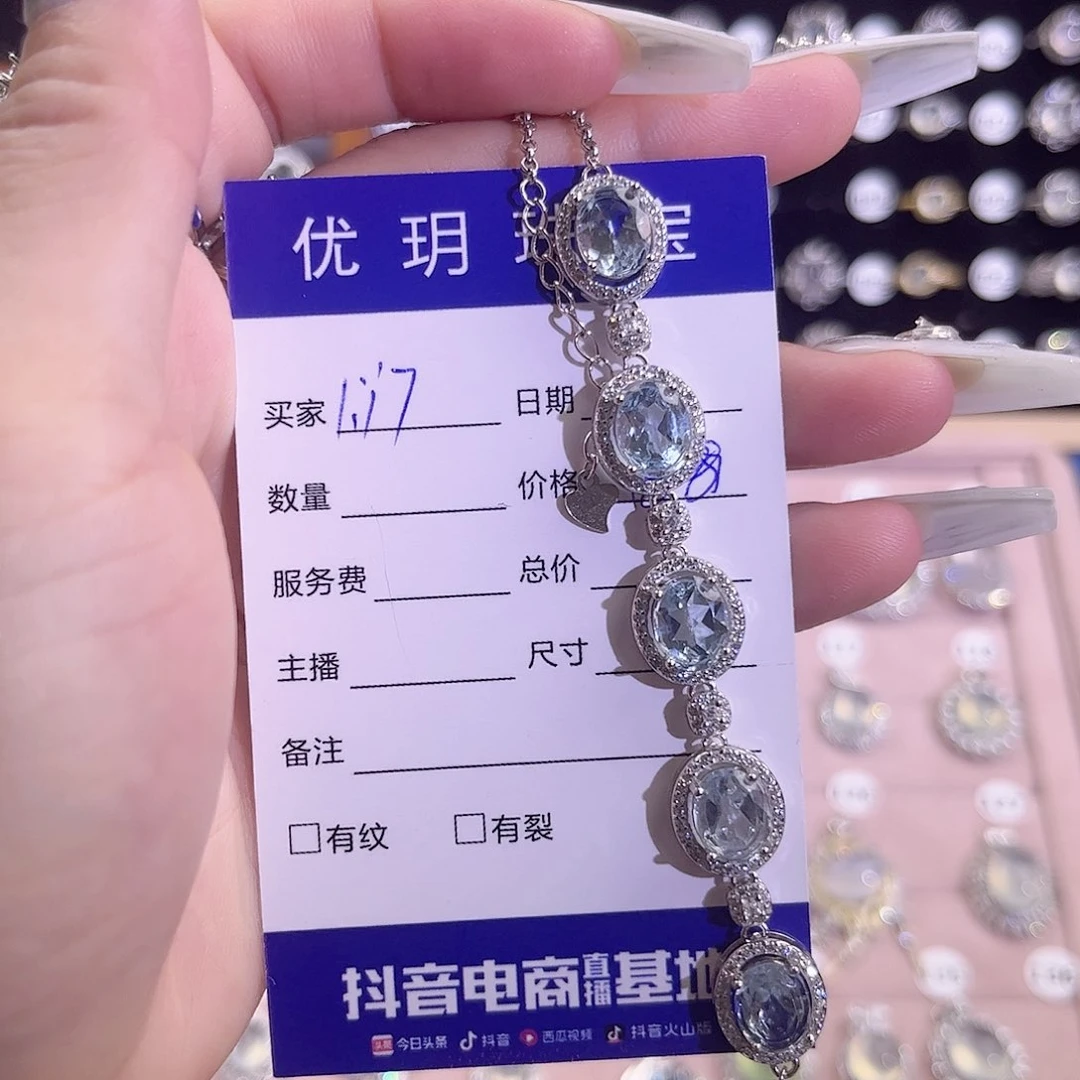 优 玥
买家 日期
数量 价格
服务费 总价
主播 尺寸
备注
□有纹 □有裂
抖音电商直播基地
头条 今日头条 抖音 西瓜视频 抖音火山版